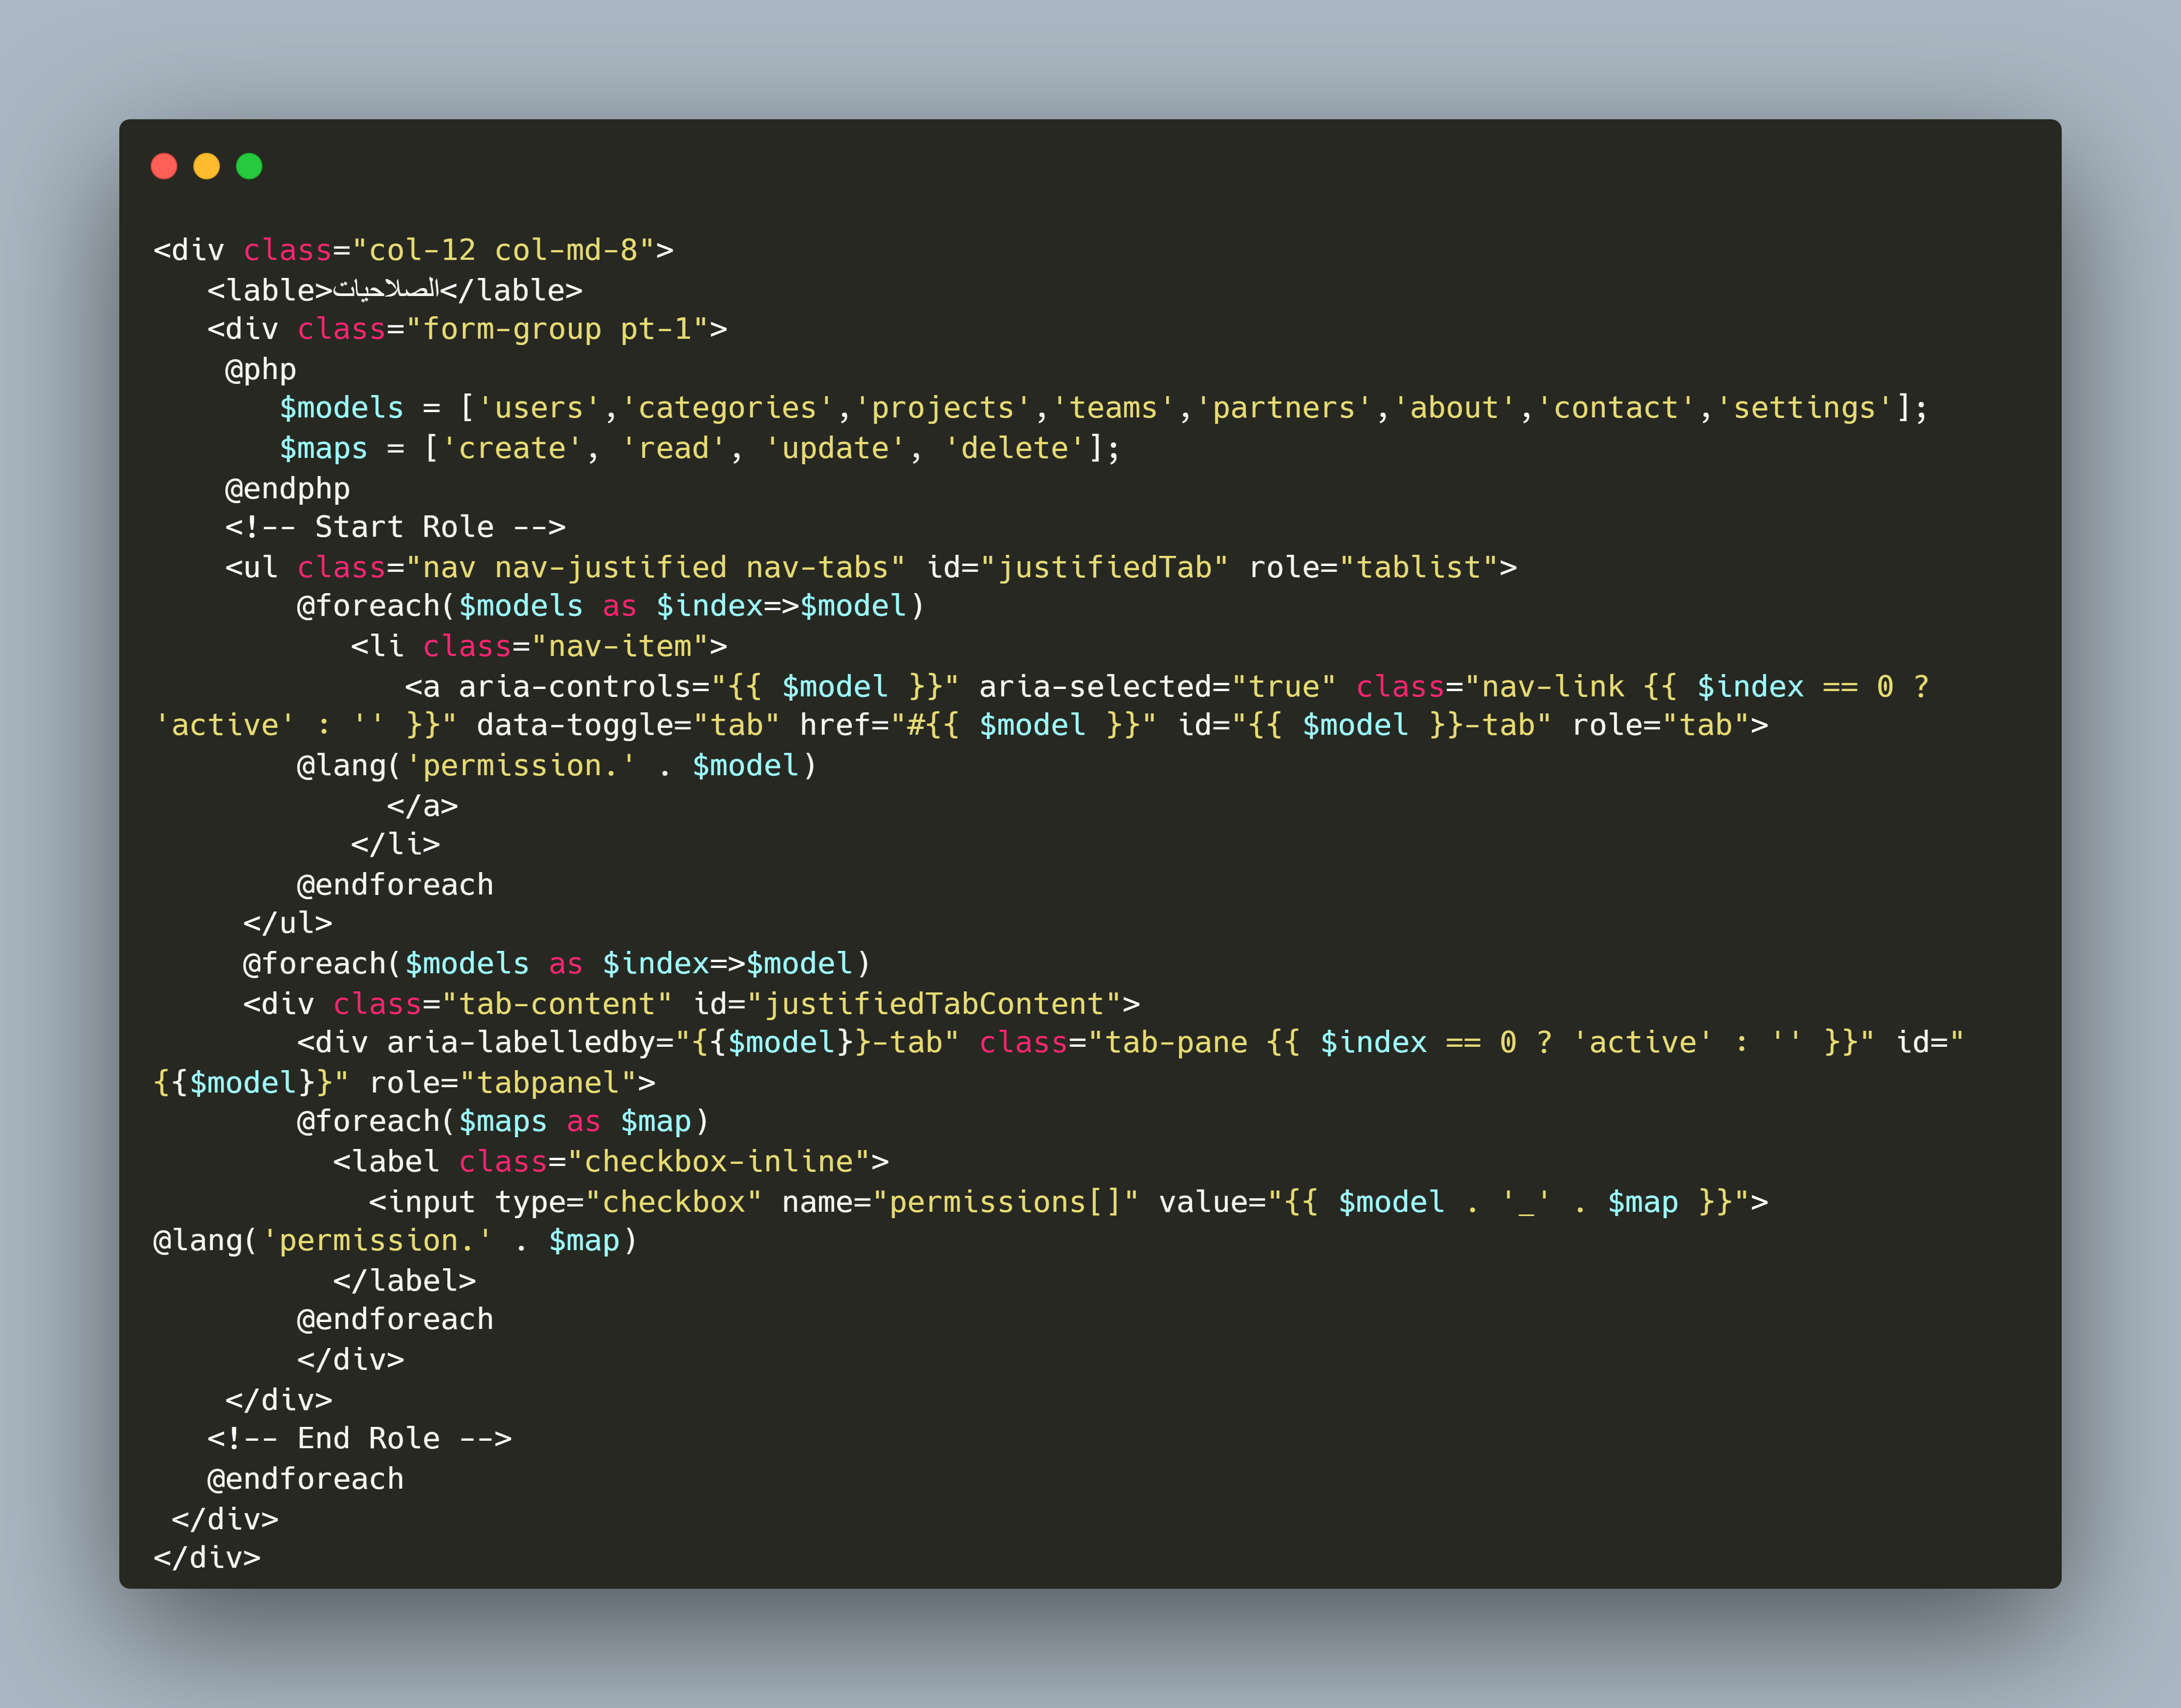 <div class="col-12 col-md-8">
   <lable>الصلاحيات</lable>
   <div class="form-group pt-1">
    @php
       $models = ['users','categories','projects','teams','partners','about','contact','settings'];
       $maps = ['create', 'read', 'update', 'delete'];
    @endphp
    <!-- Start Role -->
    <ul class="nav nav-justified nav-tabs" id="justifiedTab" role="tablist">
        @foreach($models as $index=>$model)
           <li class="nav-item">
              <a aria-controls="{{ $model }}" aria-selected="true" class="nav-link {{ $index == 0 ?
'active' : '' }}" data-toggle="tab" href="#{{ $model }}" id="{{ $model }}-tab" role="tab">
        @lang('permission.' . $model)
             </a>
           </li>
        @endforeach
     </ul>
     @foreach($models as $index=>$model)
     <div class="tab-content" id="justifiedTabContent">
        <div aria-labelledby="{{$model}}-tab" class="tab-pane {{ $index == 0 ? 'active' : '' }}" id="
{{$model}}" role="tabpanel">
        @foreach($maps as $map)
          <label class="checkbox-inline">
            <input type="checkbox" name="permissions[]" value="{{ $model . '_' . $map }}">
@lang('permission.' . $map)
          </label>
        @endforeach
        </div>
    </div>
   <!-- End Role -->
   @endforeach
 </div>
</div>